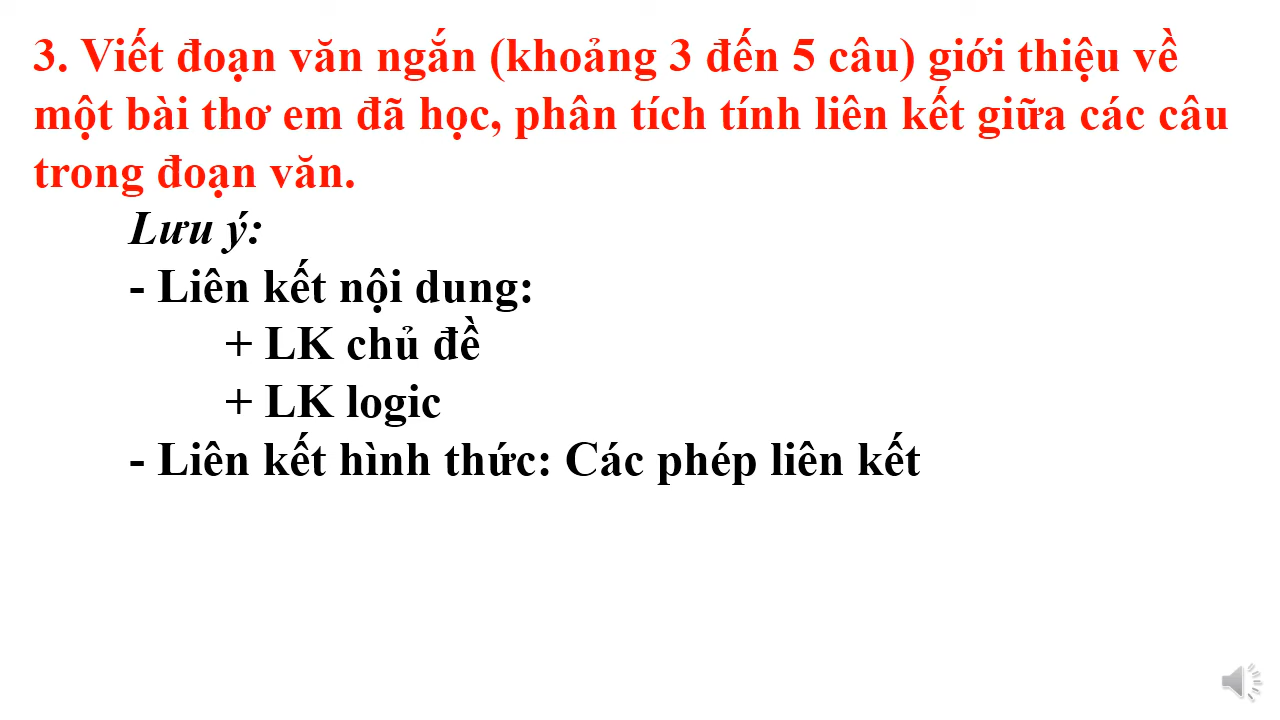 3. Viết đoạn văn ngắn (khoảng 3 đến 5 câu) giới thiệu về
một bài thơ em đã học, phân tích tính liên kết giữa các câu
trong đoạn văn.
Lưu ý:
- Liên kết nội dung:
+ LK chủ đề
+ LK logic
- Liên kết hình thức: Các phép liên kết